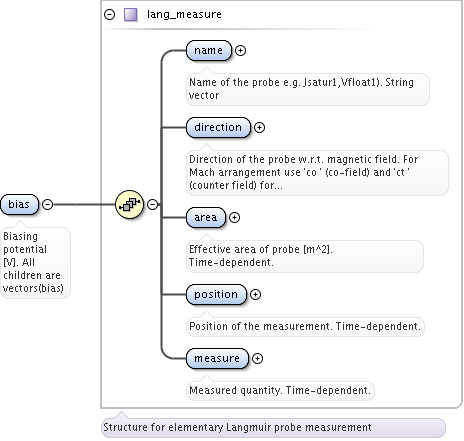 lang_measure
name
Name of the probe e.g. Jsatur1,Vfloat1). String
vector
direction
Direction of the probe w.r.t. magnetic field. For
Mach arrangement use 'co ' (co-field) and 'ct '
(counter field) for...
bias
Biasing
potential
[V]. All
children are
vectors(bias)
area
Effective area of probe [m^2].
Time-dependent.
position
Position of the measurement. Time-dependent.
measure
Measured quantity. Time-dependent.
Structure for elementary Langmuir probe measurement